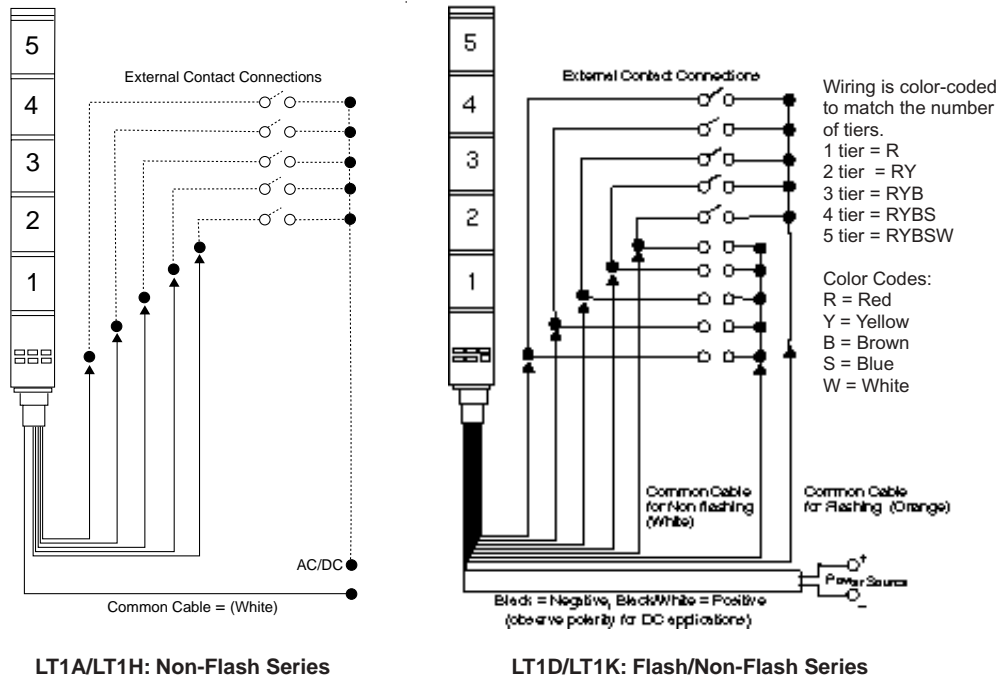 5
4
3
2
1
External Contact Connections
AC/DC
Common Cable = (White)
LT1A/LT1H: Non-Flash Series
5
4
3
2
1
External Contact Connections
Common Cable
for Non flashing
(White)
Common Cable
for Flashing (Orange)
+
Power Source
–
Black = Negative, Black/White = Positive
(observe polarity for DC applications)
LT1D/LT1K: Flash/Non-Flash Series
Wiring is color-coded
to match the number
of tiers.
1 tier = R
2 tier = RY
3 tier = RYB
4 tier = RYBS
5 tier = RYBSW
Color Codes:
R = Red
Y = Yellow
B = Brown
S = Blue
W = White